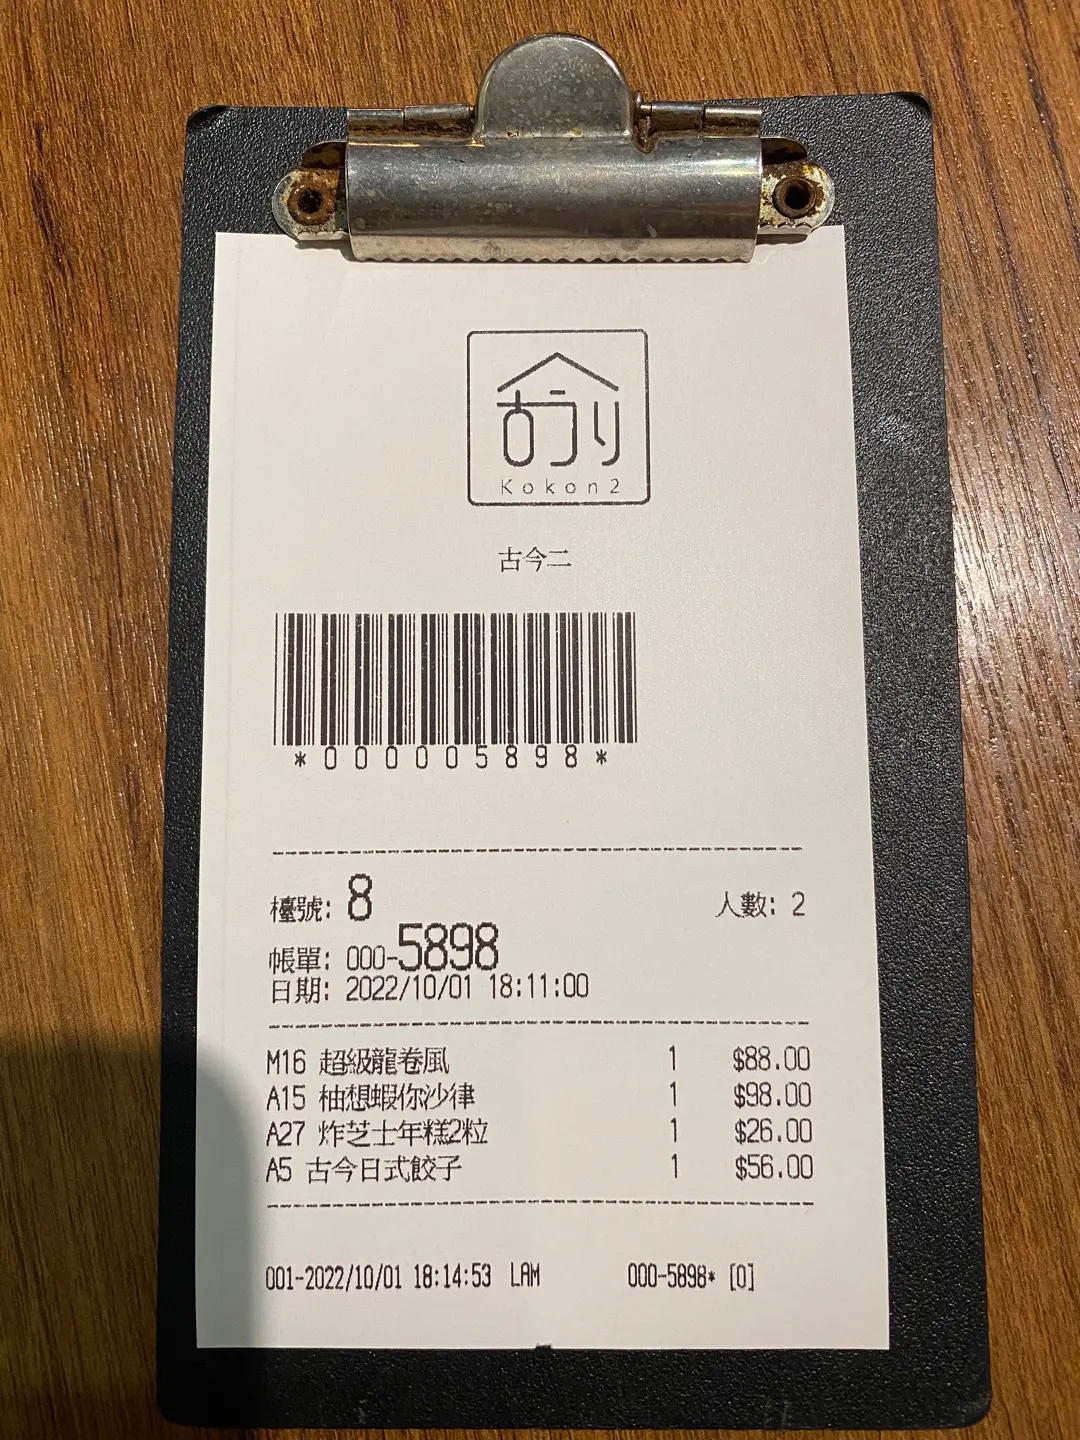 Kokon2
古今二
*000005898*
檯號: 8 人數: 2
帳單: 000-5898
日期: 2022/10/01 18:11:00
M16 超級龍卷風 1 $88.00
A15 柚想蝦你沙律 1 $98.00
A27 炸芝士年糕2粒 1 $26.00
A5 古今日式餃子 1 $56.00
001-2022/10/01 18:14:53 LAM 000-5898* [0]